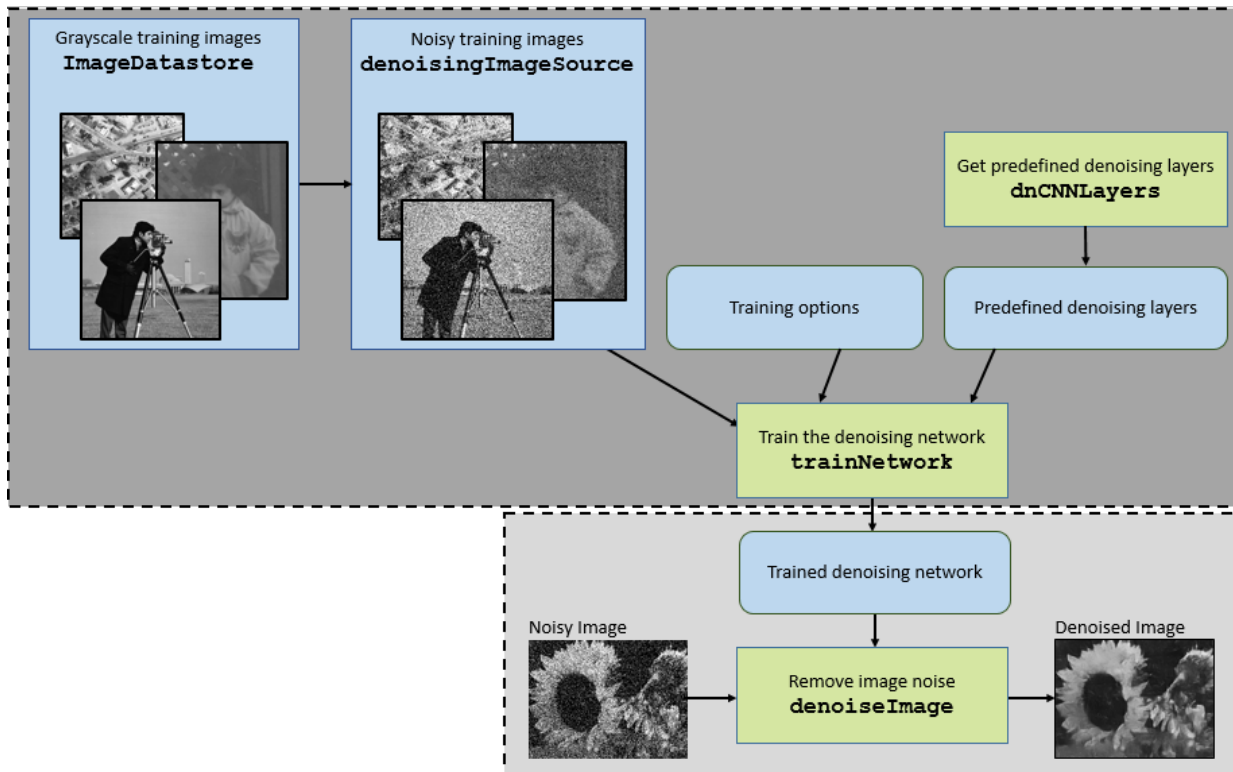 Grayscale training images
ImageDatastore
Noisy training images
denoisingImageSource
Get predefined denoising layers
dnCNNLayers
Training options
Predefined denoising layers
Train the denoising network
trainNetwork
Trained denoising network
Noisy Image
Remove image noise
denoiseImage
Denoised Image